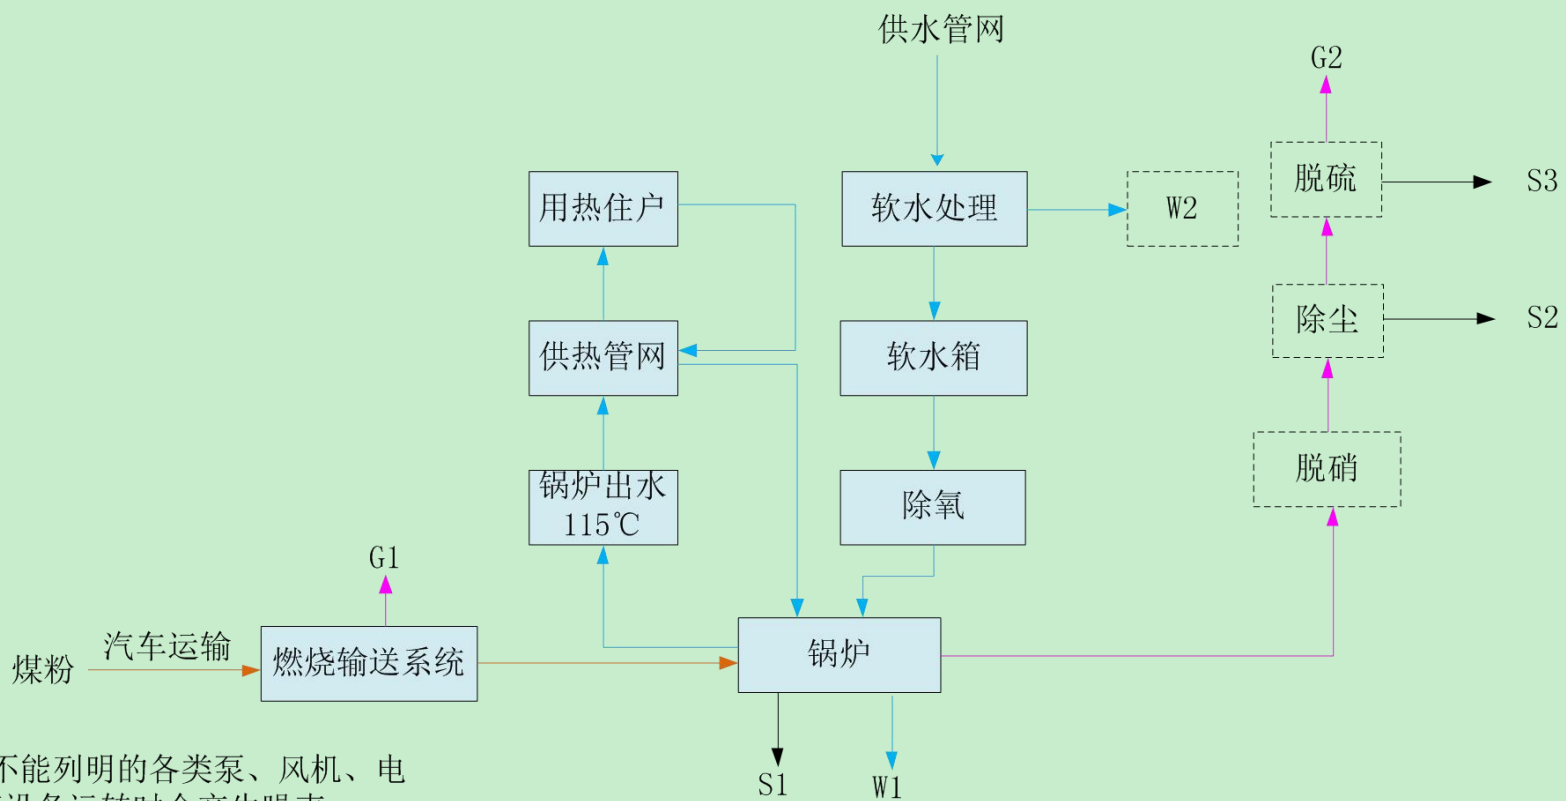 供水管网
G2
脱硫
S3
用热住户
软水处理
W2
除尘
S2
供热管网
软水箱
脱硝
锅炉出水
115℃
除氧
G1
汽车运输
煤粉
燃烧输送系统
锅炉
S1
W1
不能列明的各类泵、风机、电